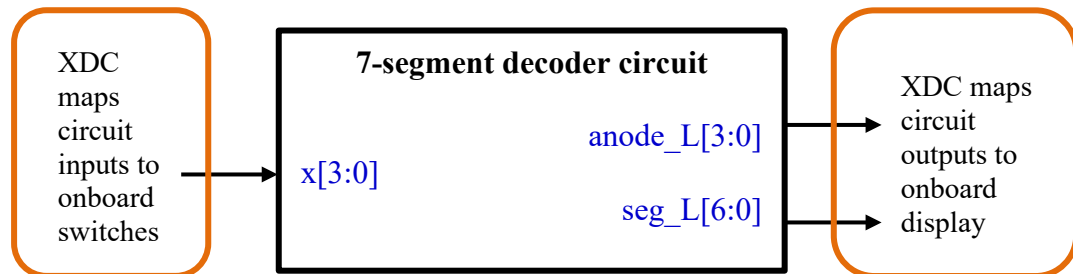 XDC
maps
circuit
inputs to
onboard
switches
7-segment decoder circuit
x[3:0]
anode_L[3:0]
seg_L[6:0]
XDC maps
circuit
outputs to
onboard
display